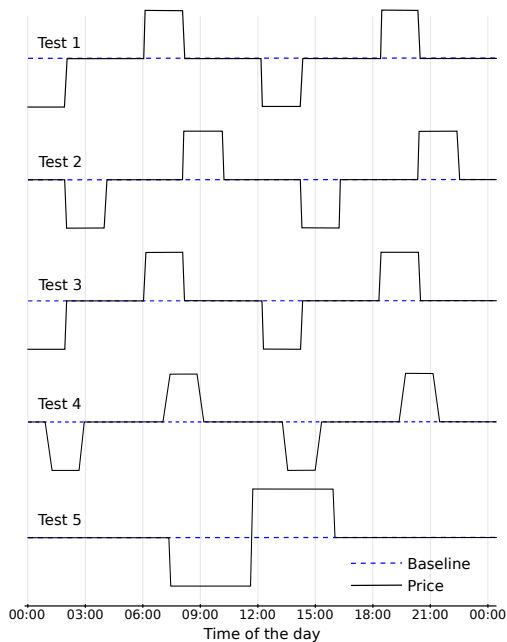 Test 1
Test 2
Test 3
Test 4
Test 5
Baseline
Price
00:00 03:00 06:00 09:00 12:00 15:00 18:00 21:00 00:00
Time of the day